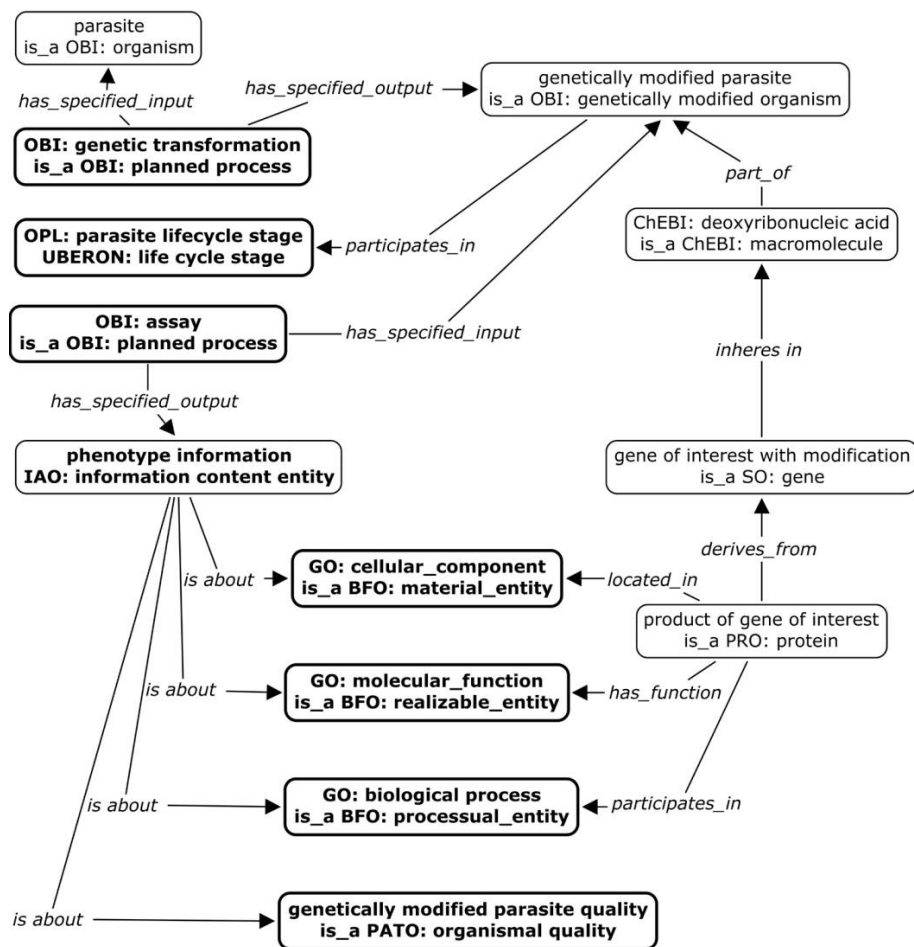 parasite
is_a OBI: organism
has_specified_input
has_specified_output
genetically modified parasite
is_a OBI: genetically modified organism
OBI: genetic transformation
is_a OBI: planned process
part_of
OPL: parasite lifecycle stage
UBERON: life cycle stage
participates_in
ChEBI: deoxyribonucleic acid
is_a ChEBI: macromolecule
OBI: assay
is_a OBI: planned process
has_specified_input
inheres in
has_specified_output
phenotype information
IAO: information content entity
gene of interest with modification
is_a SO: gene
derives_from
is about
GO: cellular_component
is_a BFO: material_entity
located_in
product of gene of interest
is_a PRO: protein
is about
GO: molecular_function
is_a BFO: realizable_entity
has_function
is about
GO: biological process
is_a BFO: processual_entity
participates_in
is about
genetically modified parasite quality
is_a PATO: organismal quality